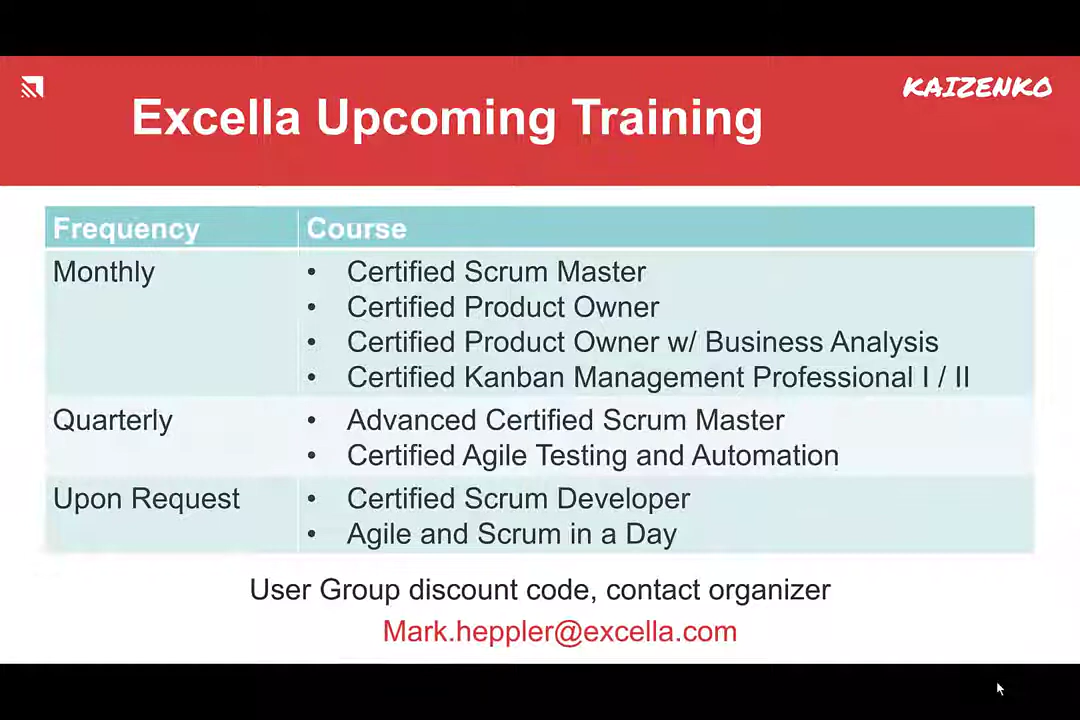 KAIZENKO
Excella Upcoming Training
Frequency Course
Monthly • Certified Scrum Master
• Certified Product Owner
• Certified Product Owner w/ Business Analysis
• Certified Kanban Management Professional I / II
Quarterly • Advanced Certified Scrum Master
• Certified Agile Testing and Automation
Upon Request • Certified Scrum Developer
• Agile and Scrum in a Day
User Group discount code, contact organizer
Mark.heppler@excella.com